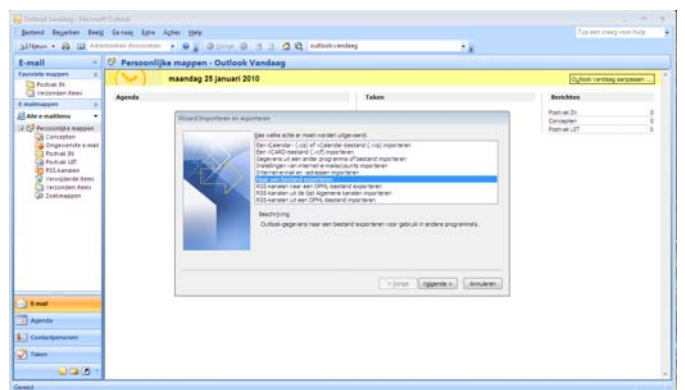 Outlook Vandaag - Microsoft Outlook
Bestand Bewerken Beeld Ga naar Extra Acties Help
Typ een vraag voor hulp
Nieuw
Adresboeken doorzoeken
Vorige
outlook:vandaag
E-mail
Persoonlijke mappen - Outlook Vandaag
Favoriete mappen
Postvak IN
Verzonden items
E-mailmappen
Alle e-mailitems
Persoonlijke mappen
Concepten
Ongewenste e-mail
Postvak IN
Postvak UIT
RSS-kanalen
Verwijderde items
Verzonden items
Zoekmappen
maandag 25 januari 2010
Outlook Vandaag aanpassen ...
Agenda
Taken
Berichten
Postvak IN 0
Concepten 0
Postvak UIT 0
Wizard Importeren en exporteren
Kies welke actie er moet worden uitgevoerd:
Een iCalendar- (.ics) of vCalendar-bestand (.vcs) importeren
Een VCARD-bestand (.vcf) importeren
Gegevens uit een ander programma of bestand importeren
Instellingen van internet-e-mailaccounts importeren
Internet-e-mail en -adressen importeren
Naar een bestand exporteren
RSS-kanalen naar een OPML-bestand exporteren
RSS-kanalen uit de lijst Algemene kanalen importeren
RSS-kanalen uit een OPML-bestand importeren
Beschrijving
Outlook-gegevens naar een bestand exporteren voor gebruik in andere programma's.
< Vorige
Volgende >
Annuleren
E-mail
Agenda
Contactpersonen
Taken
Gereed